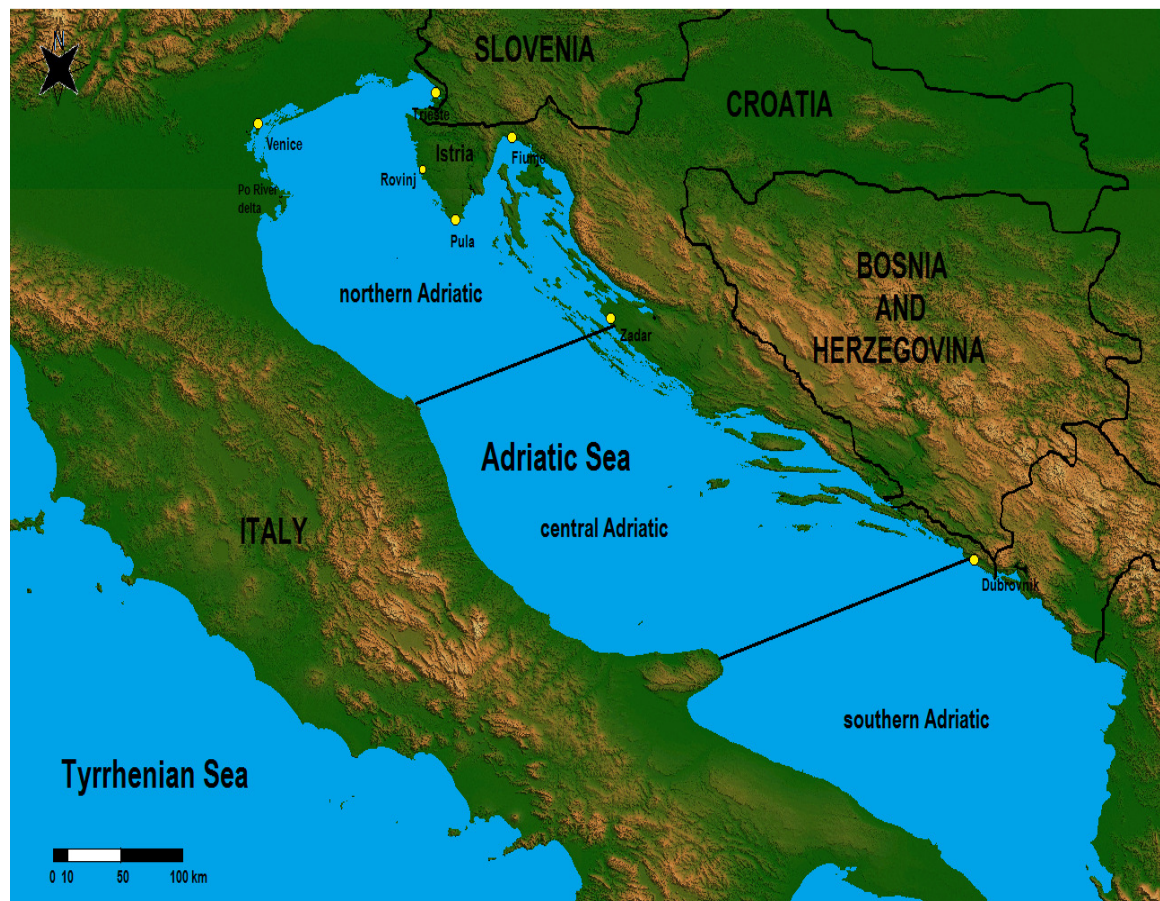 N
SLOVENIA
CROATIA
Trieste
Venice
Istria
Fiume
Rovinj
Po River
delta
Pula
BOSNIA
AND
HERZEGOVINA
northern Adriatic
Zadar
Adriatic Sea
ITALY
central Adriatic
Dubrovnik
southern Adriatic
Tyrrhenian Sea
0 10 50 100 km